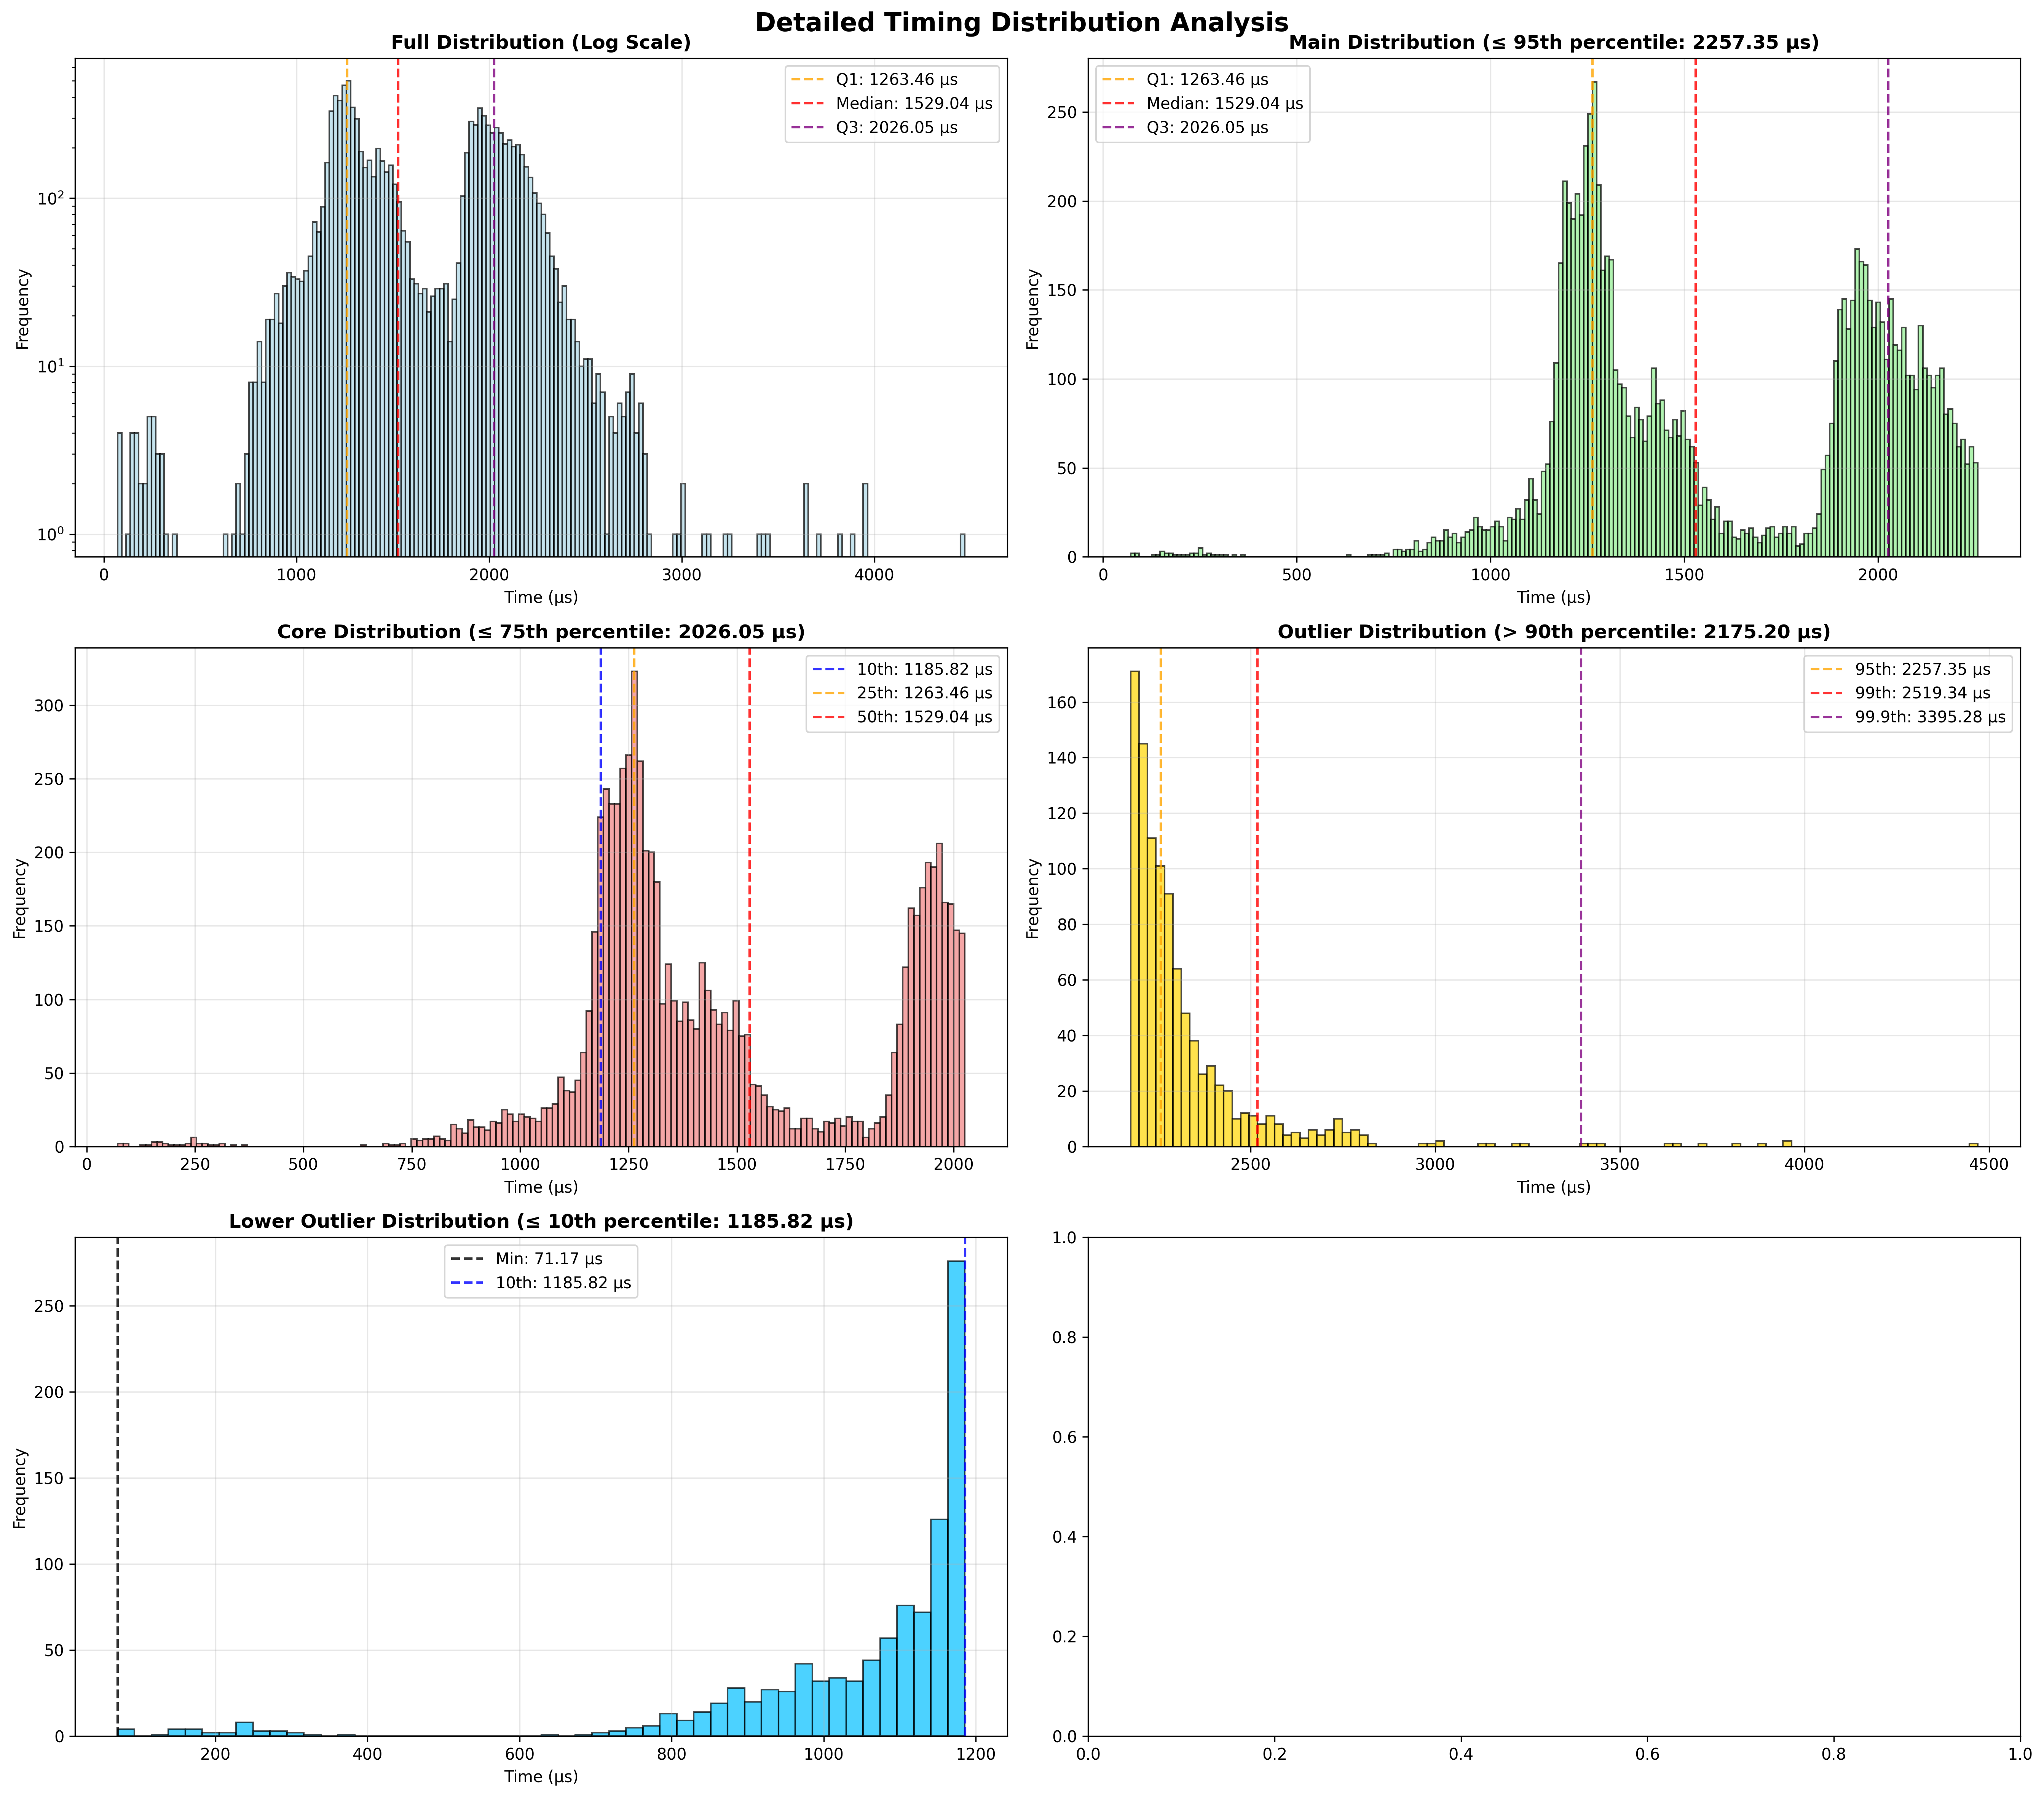 Detailed Timing Distribution Analysis
Full Distribution (Log Scale)
Frequency
10²
10¹
10⁰
Q1: 1263.46 µs
Median: 1529.04 µs
Q3: 2026.05 µs
0 1000 2000 3000 4000
Time (µs)
Main Distribution (≤ 95th percentile: 2257.35 µs)
Frequency
250
200
150
100
50
0
Q1: 1263.46 µs
Median: 1529.04 µs
Q3: 2026.05 µs
0 500 1000 1500 2000
Time (µs)
Core Distribution (≤ 75th percentile: 2026.05 µs)
Frequency
300
250
200
150
100
50
0
10th: 1185.82 µs
25th: 1263.46 µs
50th: 1529.04 µs
0 250 500 750 1000 1250 1500 1750 2000
Time (µs)
Outlier Distribution (> 90th percentile: 2175.20 µs)
Frequency
160
140
120
100
80
60
40
20
0
95th: 2257.35 µs
99th: 2519.34 µs
99.9th: 3395.28 µs
2500 3000 3500 4000 4500
Time (µs)
Lower Outlier Distribution (≤ 10th percentile: 1185.82 µs)
Frequency
250
200
150
100
50
0
Min: 71.17 µs
10th: 1185.82 µs
200 400 600 800 1000 1200
Time (µs)
1.0
0.8
0.6
0.4
0.2
0.0
0.0 0.2 0.4 0.6 0.8 1.0